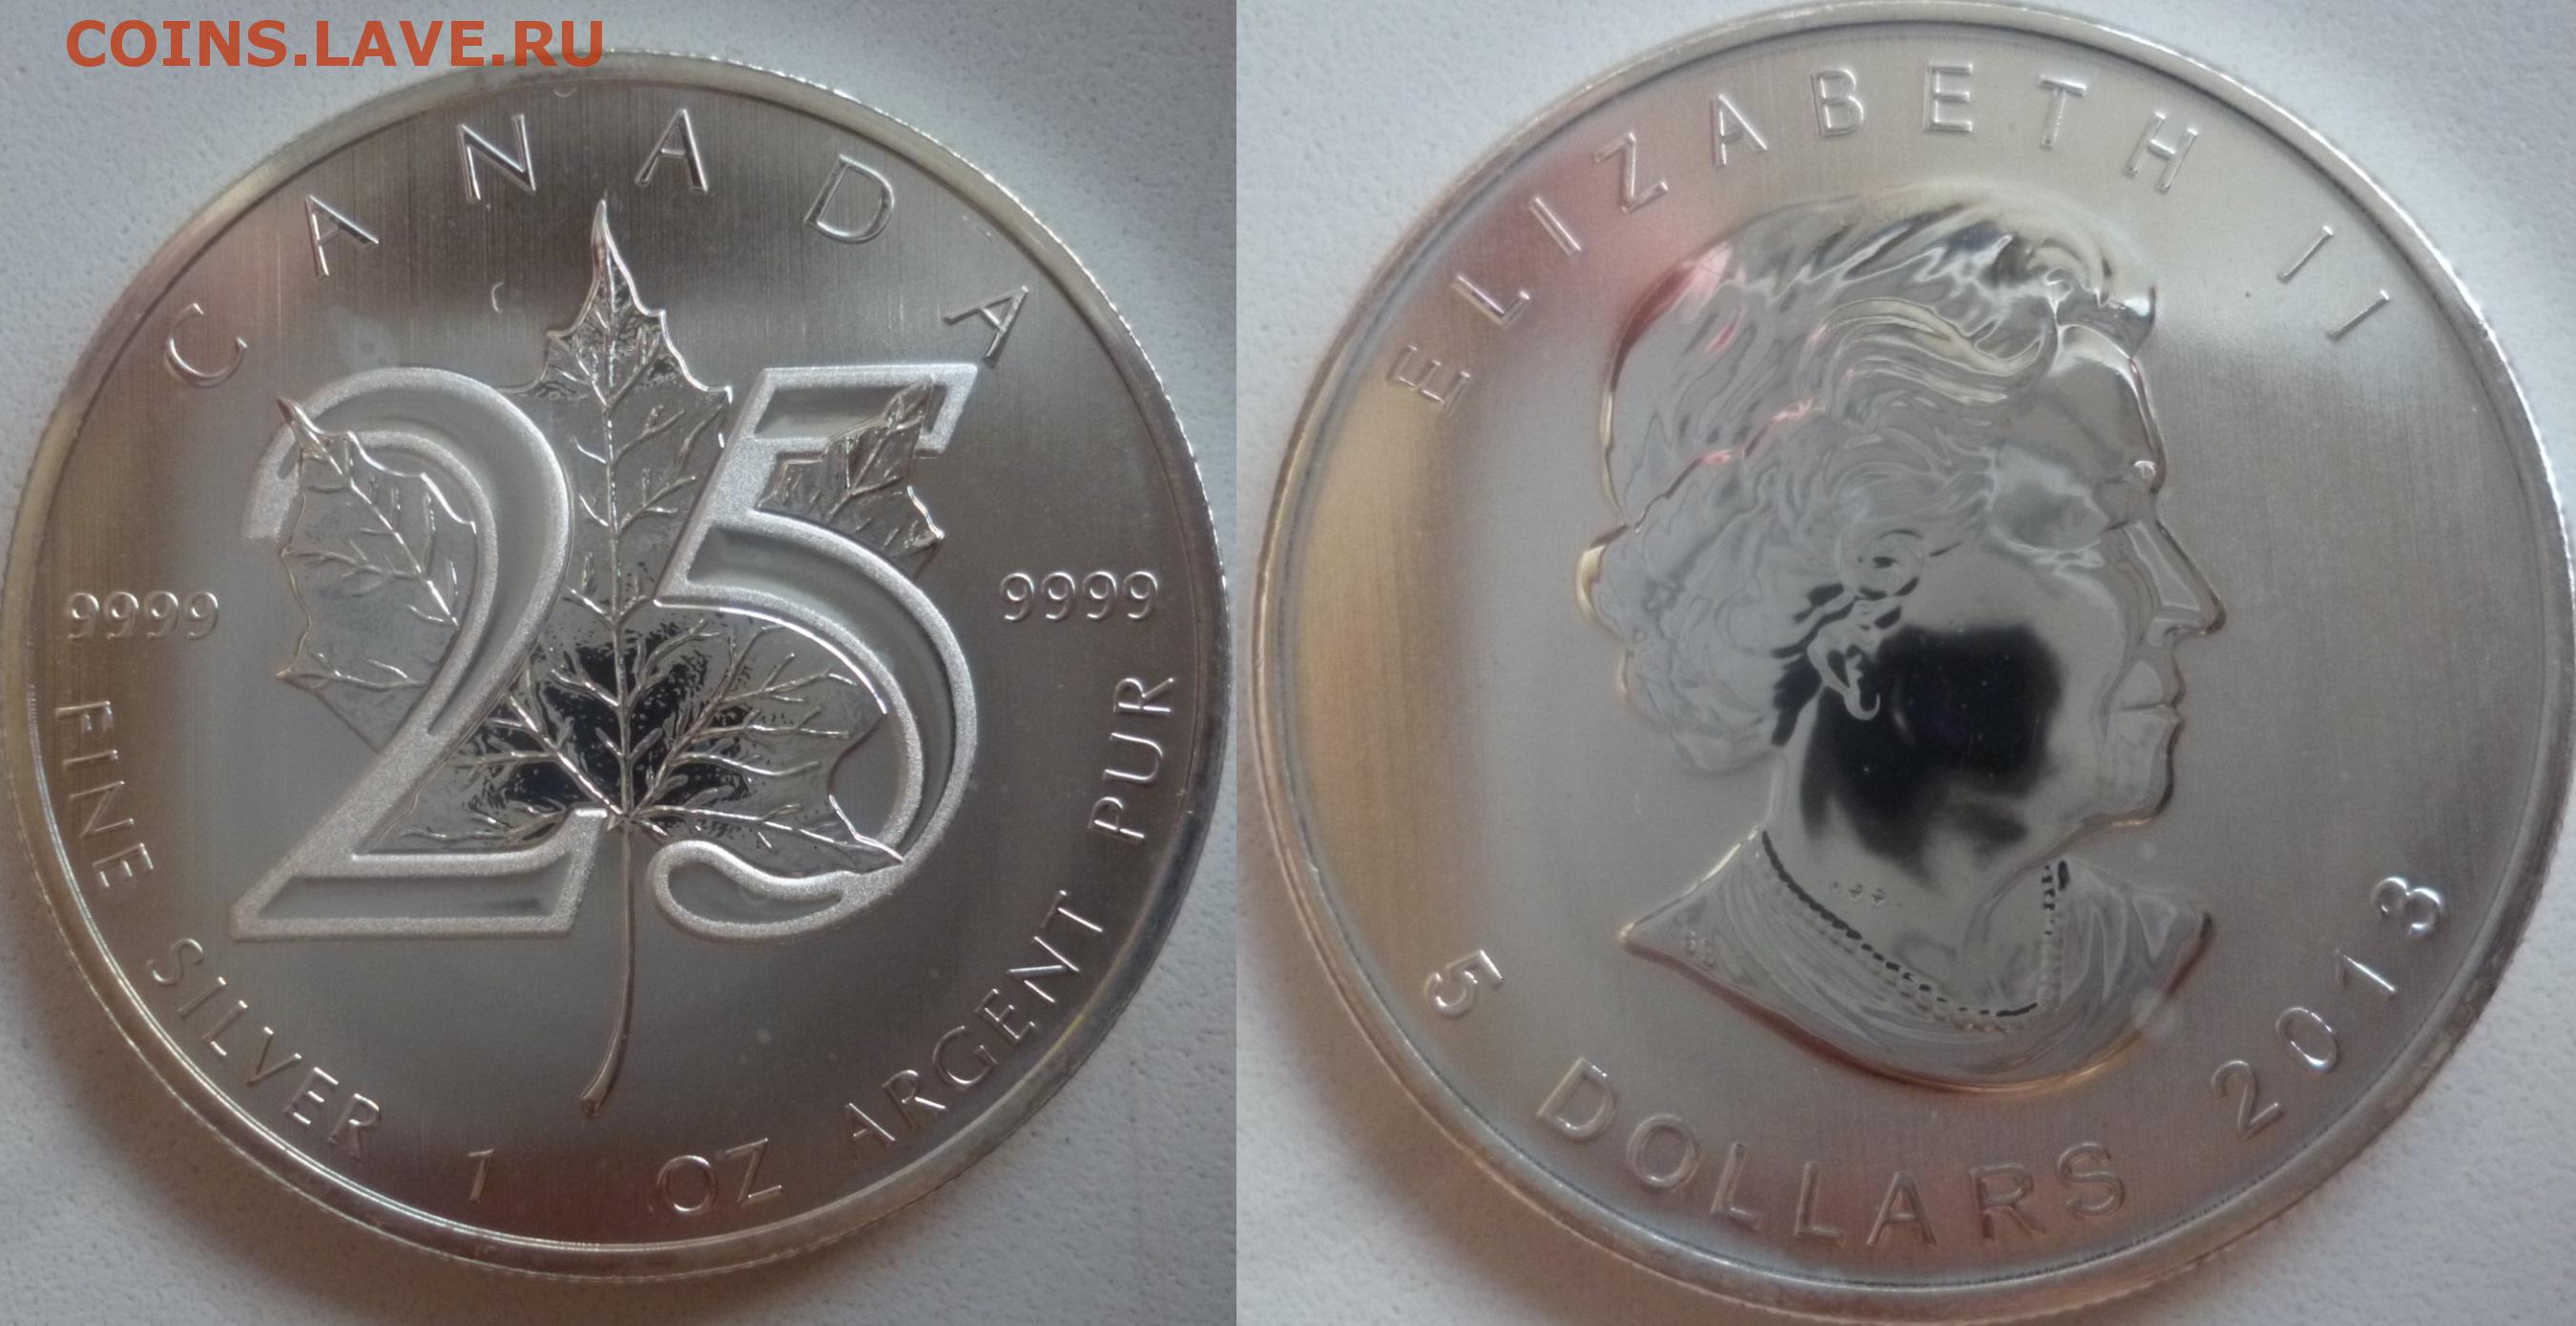 COINS.LAVE.RU
CANADA
25
9999
9999
FINE SILVER 1 OZ ARGENT PUR
ELIZABETH II
5 DOLLARS 2013